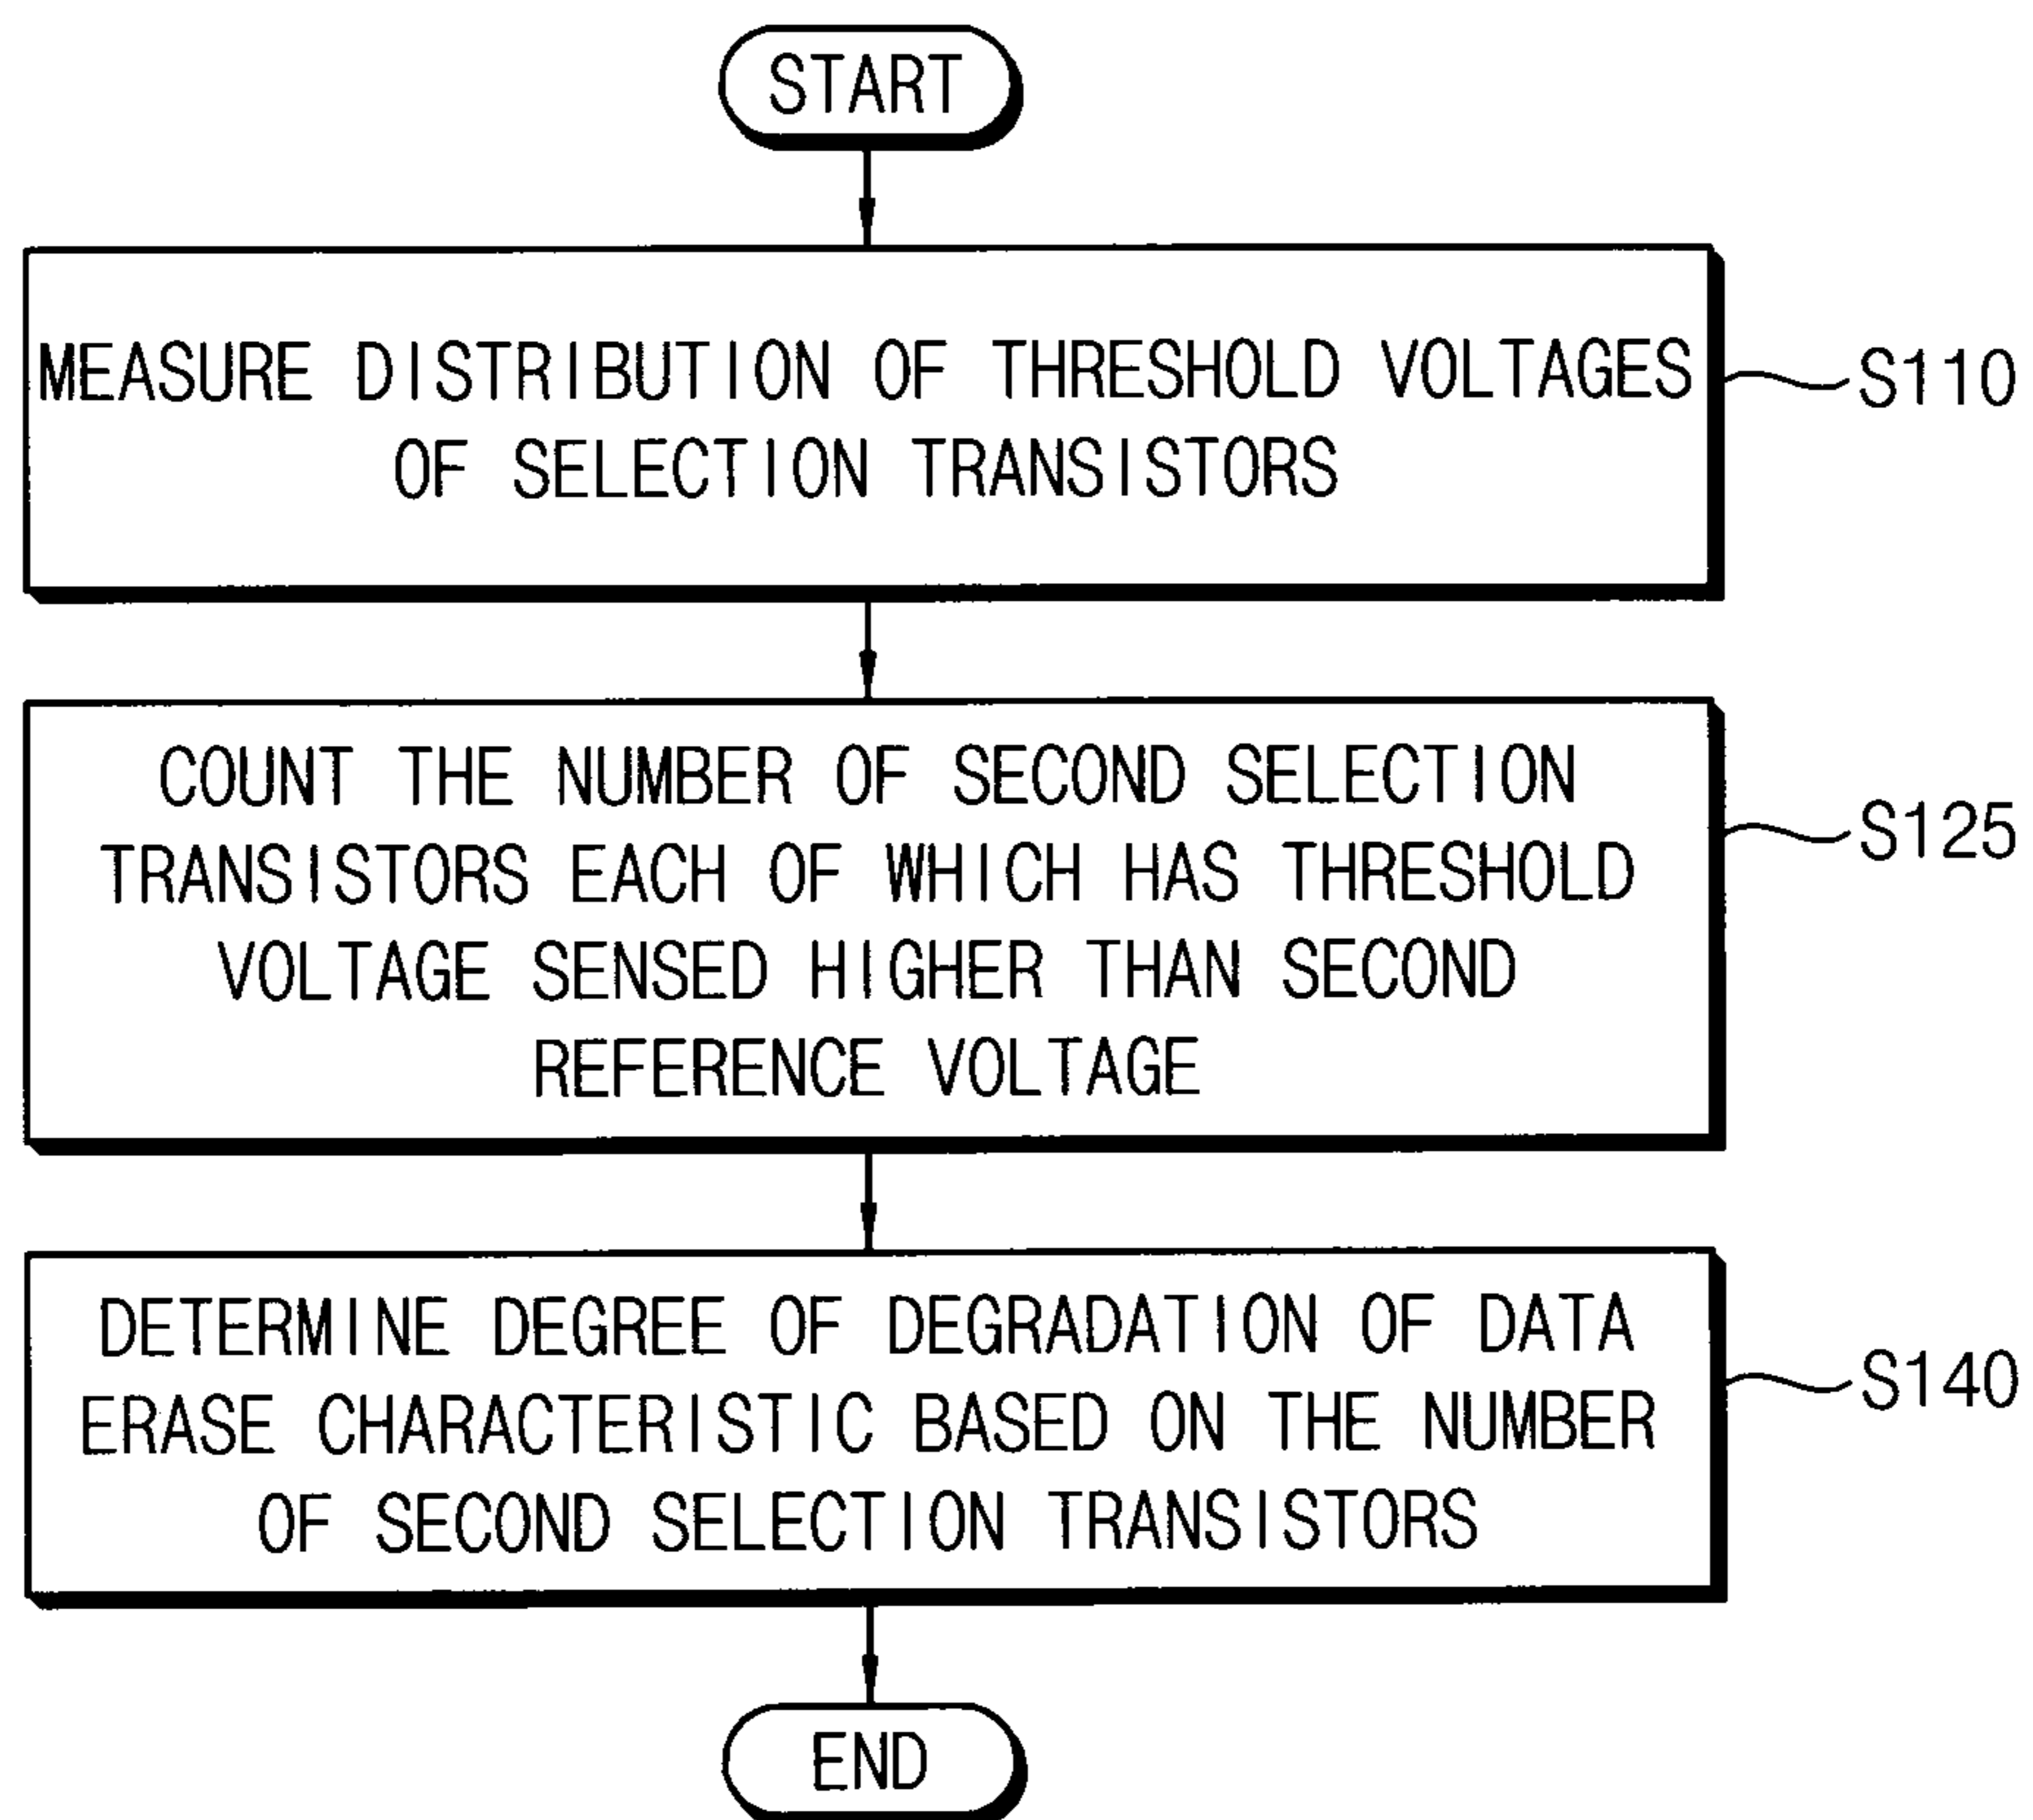 START
MEASURE DISTRIBUTION OF THRESHOLD VOLTAGES
OF SELECTION TRANSISTORS
S110
COUNT THE NUMBER OF SECOND SELECTION
TRANSISTORS EACH OF WHICH HAS THRESHOLD
VOLTAGE SENSED HIGHER THAN SECOND
REFERENCE VOLTAGE
S125
DETERMINE DEGREE OF DEGRADATION OF DATA
ERASE CHARACTERISTIC BASED ON THE NUMBER
OF SECOND SELECTION TRANSISTORS
S140
END